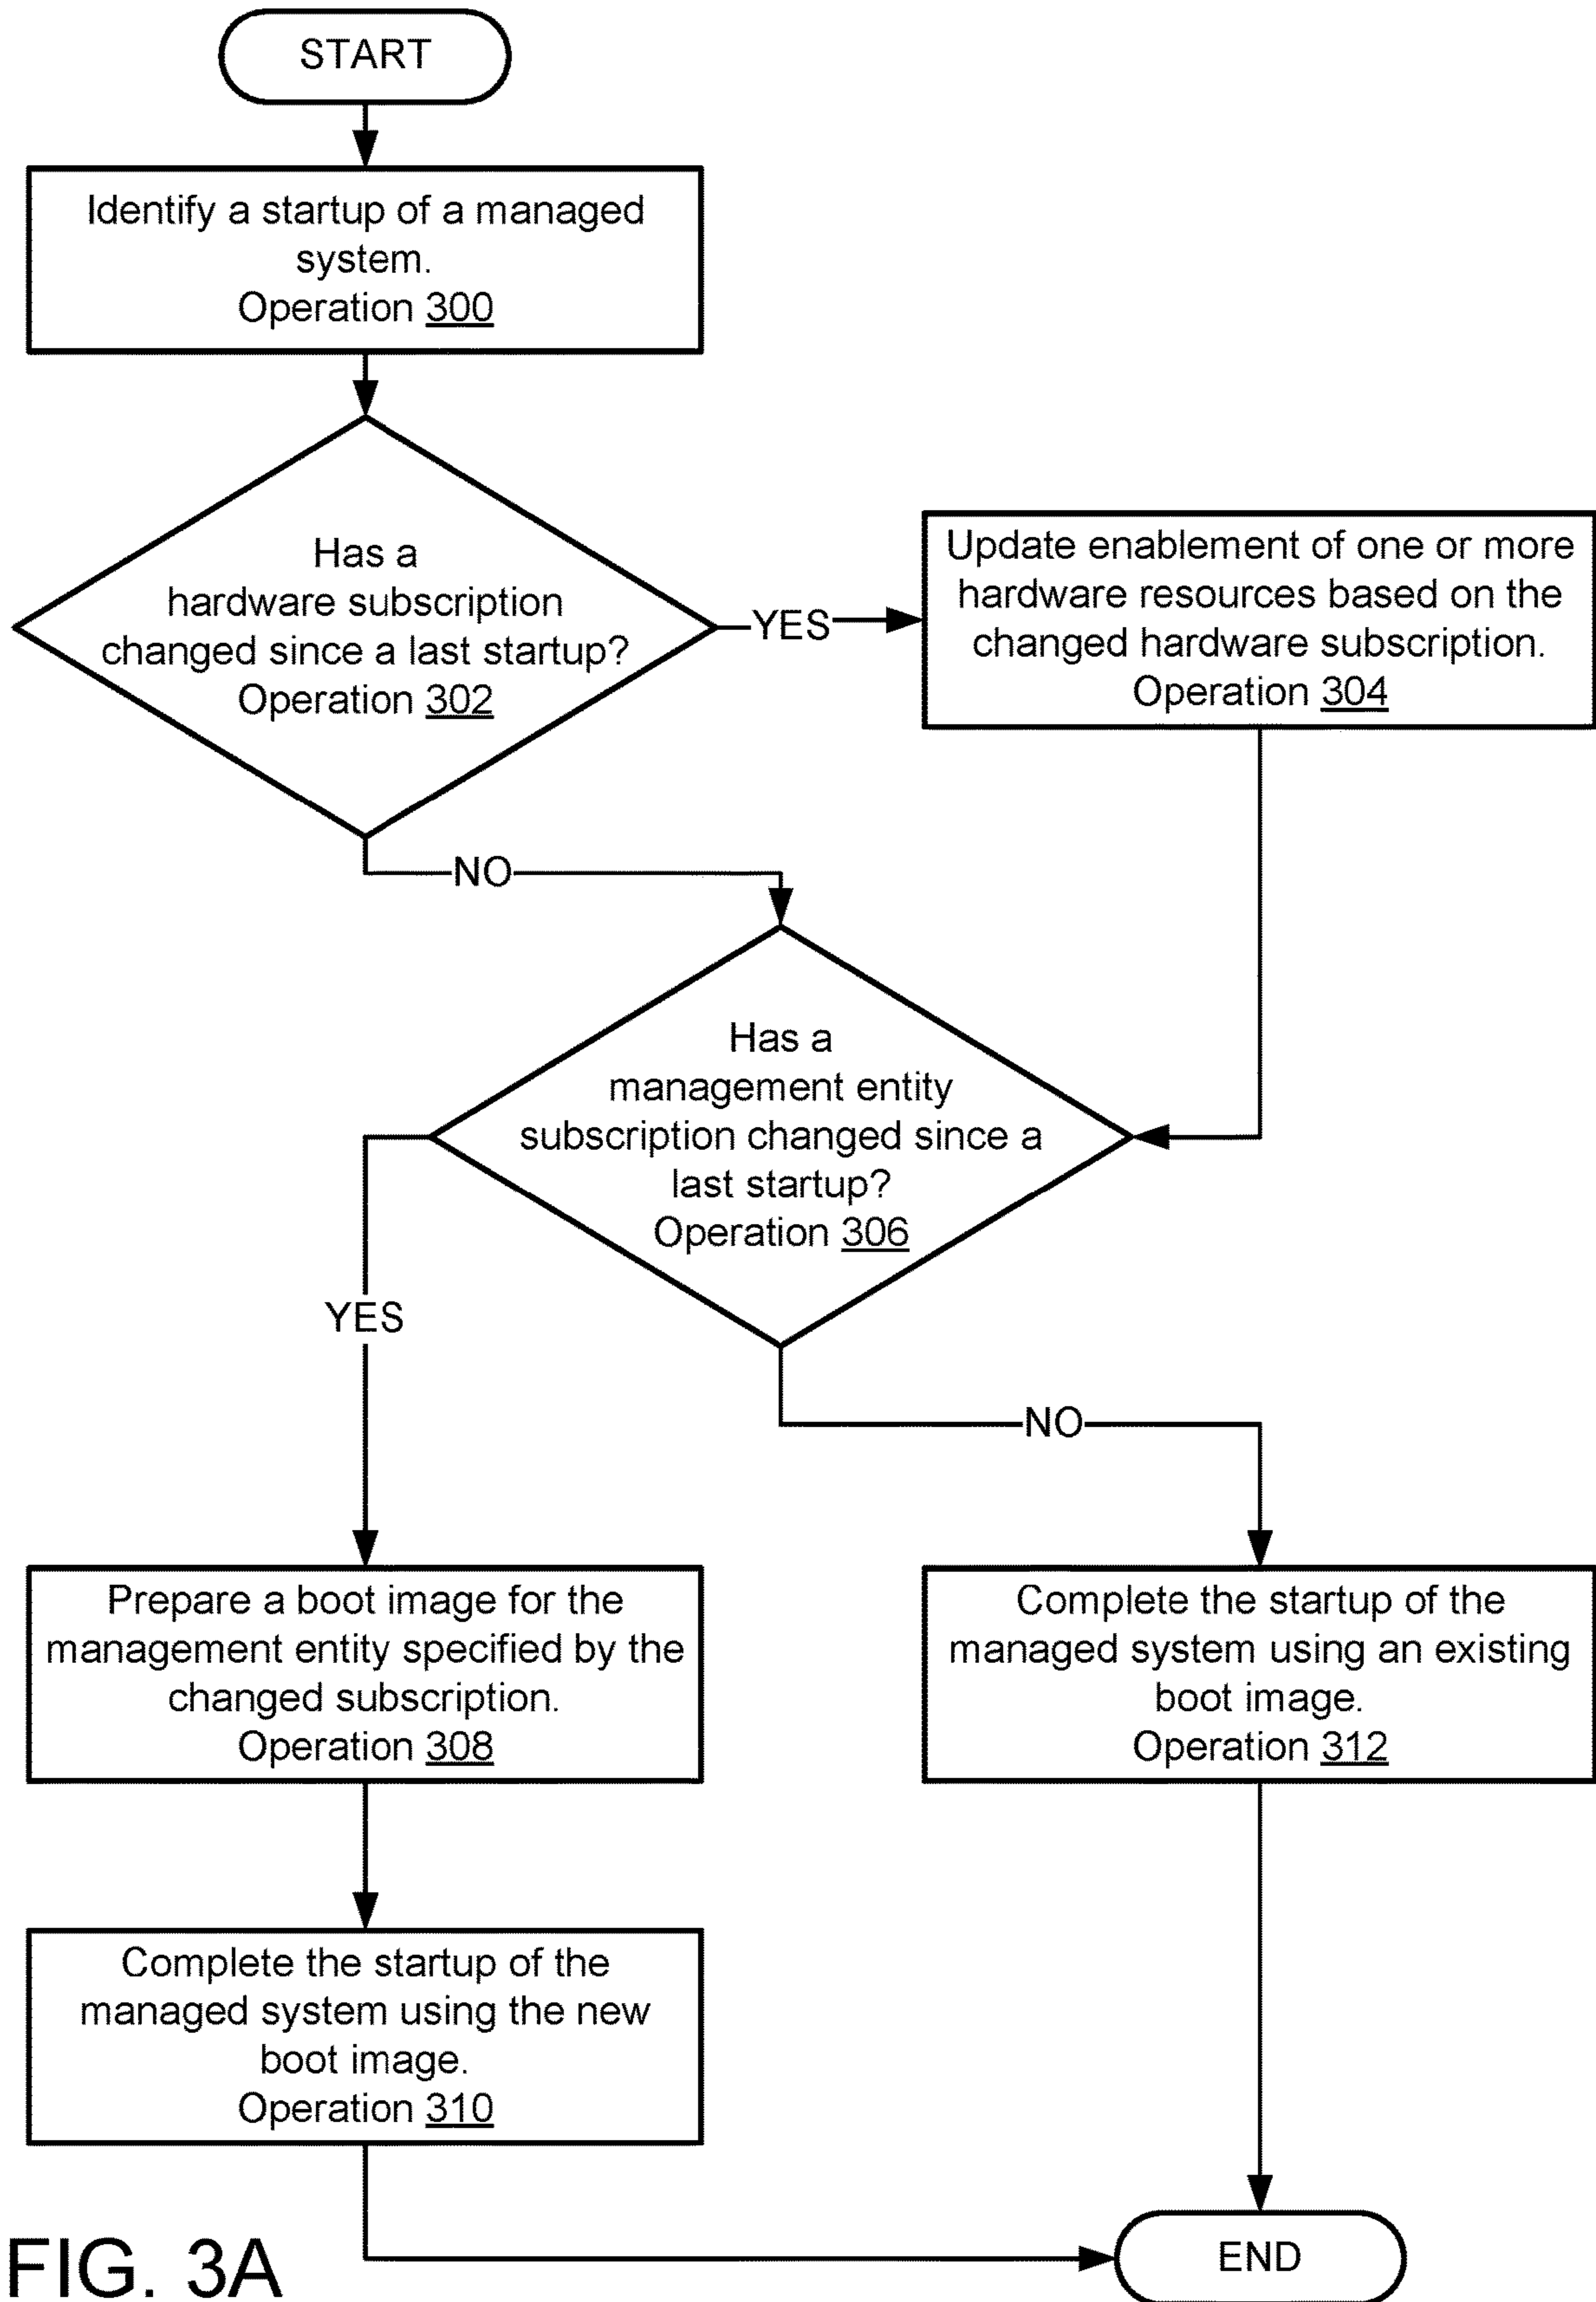 START
Identify a startup of a managed
system.
Operation 300
Has a
hardware subscription
changed since a last startup?
Operation 302
YES
Update enablement of one or more
hardware resources based on the
changed hardware subscription.
Operation 304
NO
Has a
management entity
subscription changed since a
last startup?
Operation 306
YES
NO
Prepare a boot image for the
management entity specified by the
changed subscription.
Operation 308
Complete the startup of the
managed system using an existing
boot image.
Operation 312
Complete the startup of the
managed system using the new
boot image.
Operation 310
END
FIG. 3A